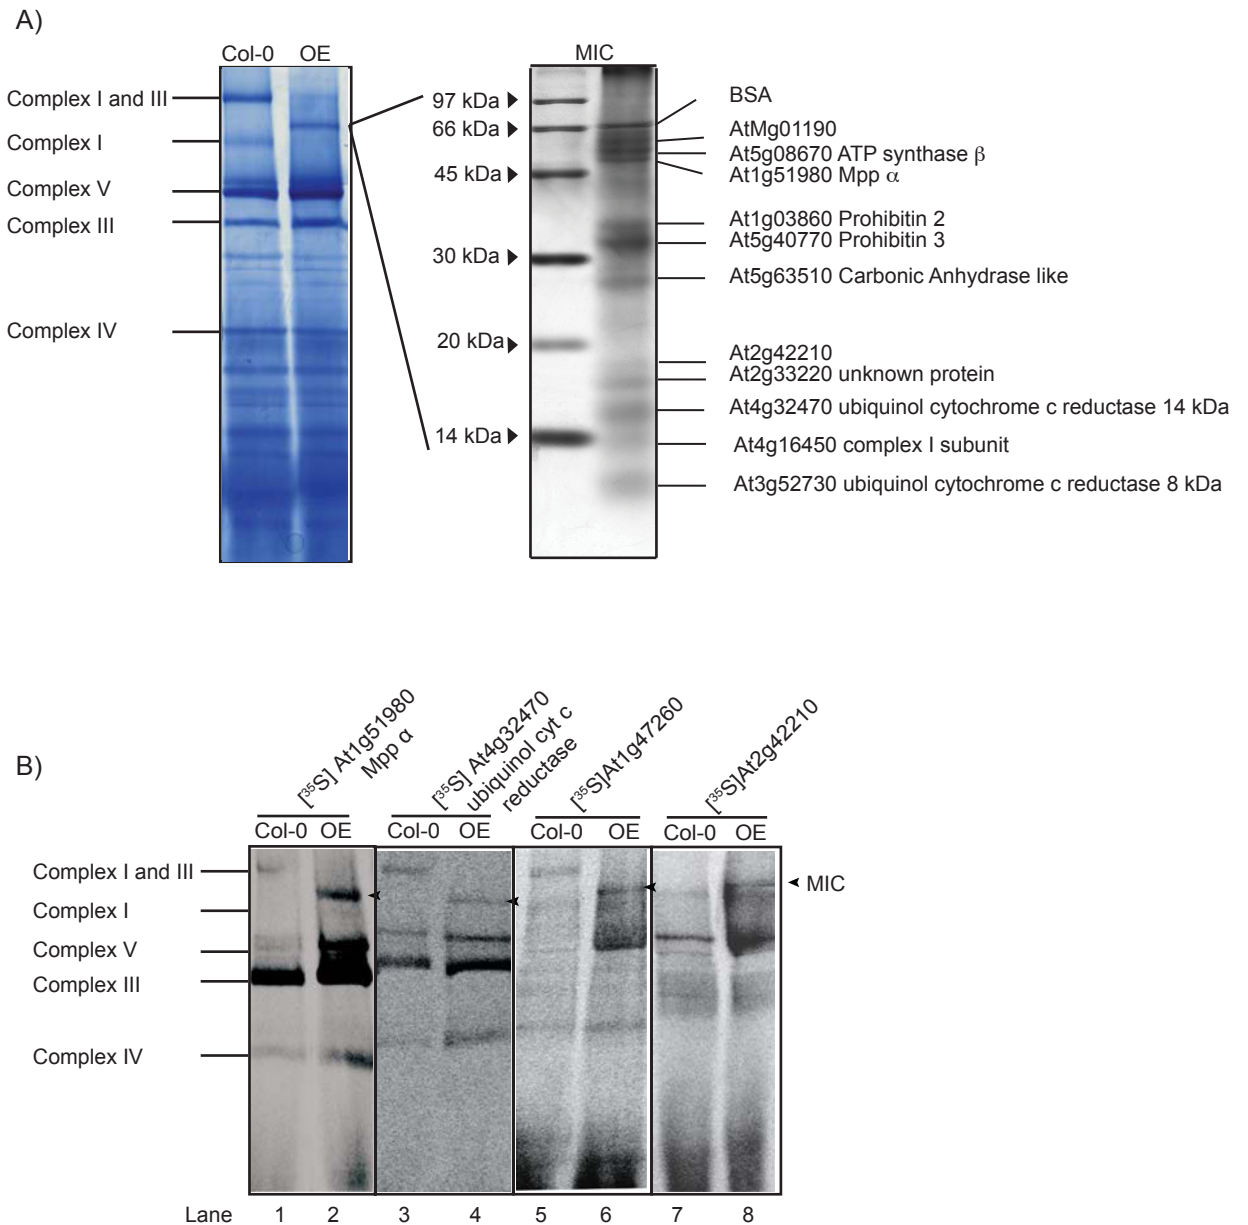 A)
Col-0 OE
MIC
Complex I and III
Complex I
Complex V
Complex III
Complex IV
97 kDa
66 kDa
45 kDa
30 kDa
20 kDa
14 kDa
BSA
AtMg01190
At5g08670 ATP synthase β
At1g51980 Mpp α
At1g03860 Prohibitin 2
At5g40770 Prohibitin 3
At5g63510 Carbonic Anhydrase like
At2g42210
At2g33220 unknown protein
At4g32470 ubiquinol cytochrome c reductase 14 kDa
At4g16450 complex I subunit
At3g52730 ubiquinol cytochrome c reductase 8 kDa
B)
[³⁵S] At1g51980
Mpp α
[³⁵S] At4g32470
ubiquinol cyt c
reductase
[³⁵S]At1g47260
[³⁵S]At2g42210
Col-0 OE Col-0 OE Col-0 OE Col-0 OE
Complex I and III
Complex I
Complex V
Complex III
Complex IV
MIC
Lane 1 2 3 4 5 6 7 8